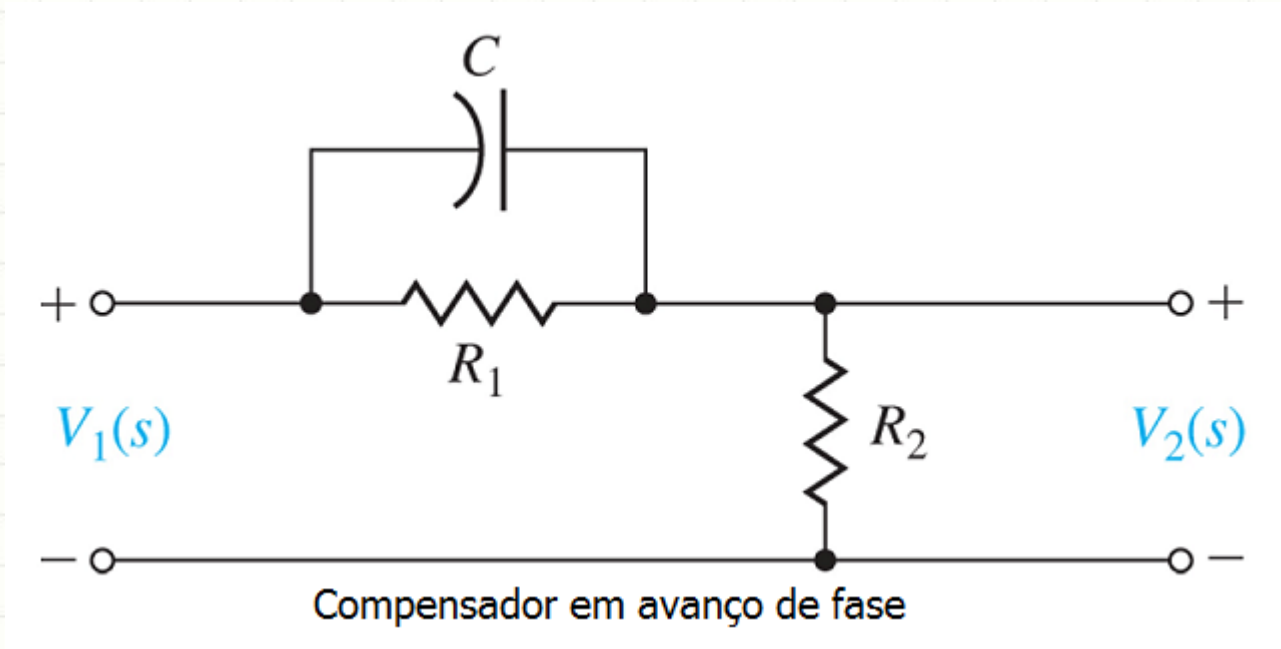 C
+ +
R₁
V₁(s) R₂ V₂(s)
− −
Compensador em avanço de fase